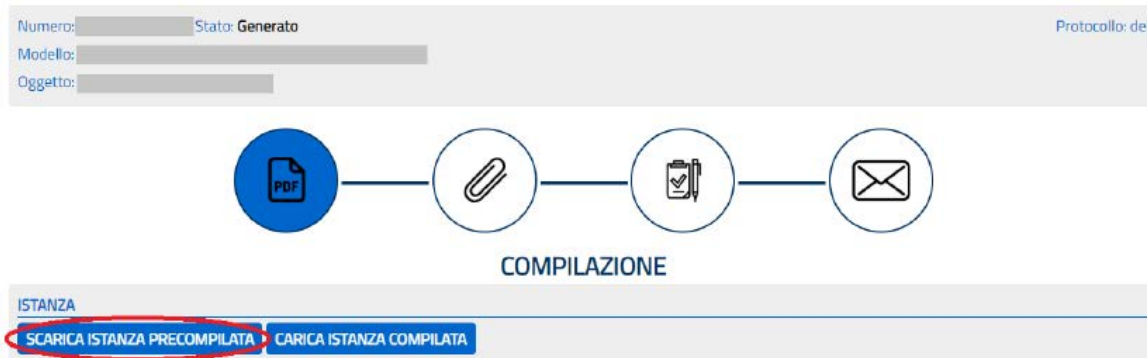 Numero: Stato: Generato Protocollo: de
Modello:
Oggetto:
PDF
COMPILAZIONE
ISTANZA
SCARICA ISTANZA PRECOMPILATA CARICA ISTANZA COMPILATA